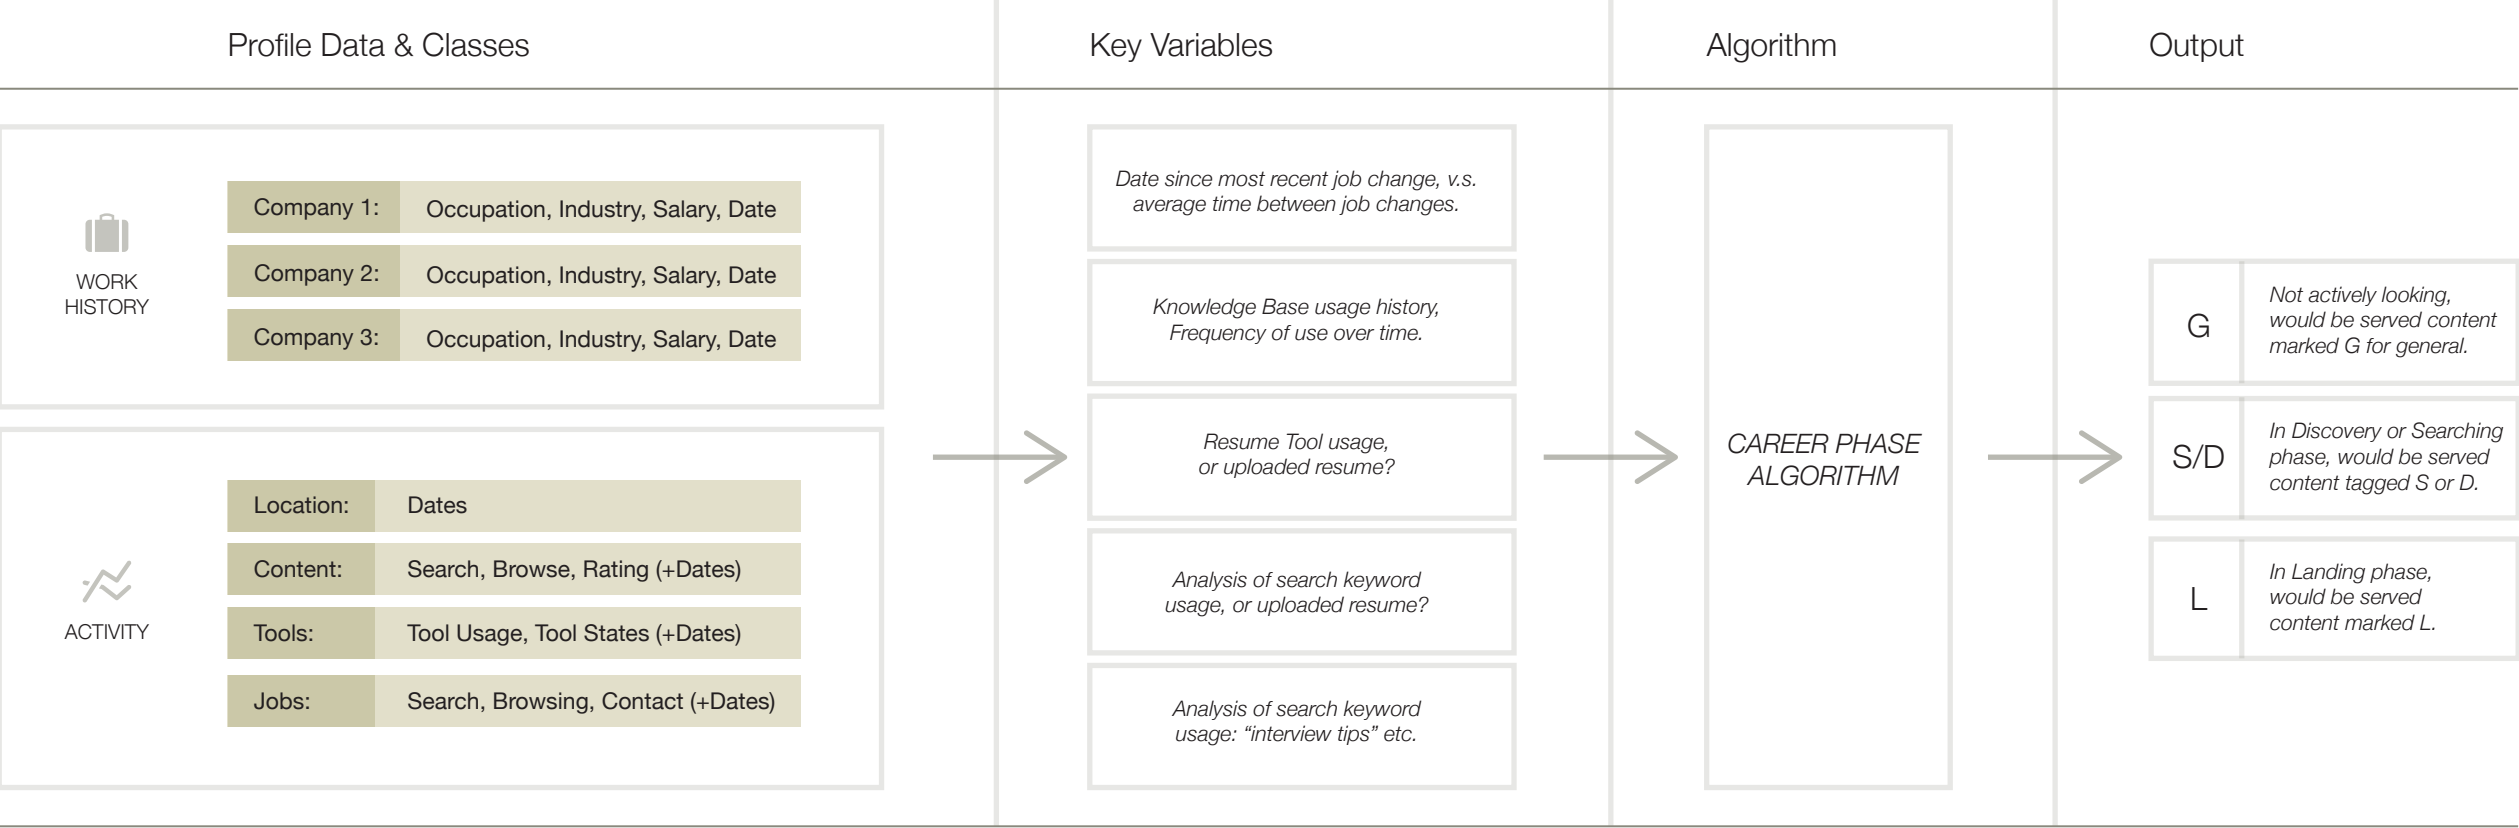 Profile Data & Classes
Key Variables
Algorithm
Output
WORK
HISTORY
Company 1: Occupation, Industry, Salary, Date
Company 2: Occupation, Industry, Salary, Date
Company 3: Occupation, Industry, Salary, Date
ACTIVITY
Location: Dates
Content: Search, Browse, Rating (+Dates)
Tools: Tool Usage, Tool States (+Dates)
Jobs: Search, Browsing, Contact (+Dates)
Date since most recent job change, v.s.
average time between job changes.
Knowledge Base usage history,
Frequency of use over time.
Resume Tool usage,
or uploaded resume?
Analysis of search keyword
usage, or uploaded resume?
Analysis of search keyword
usage: “interview tips” etc.
CAREER PHASE
ALGORITHM
G
Not actively looking,
would be served content
marked G for general.
S/D
In Discovery or Searching
phase, would be served
content tagged S or D.
L
In Landing phase,
would be served
content marked L.